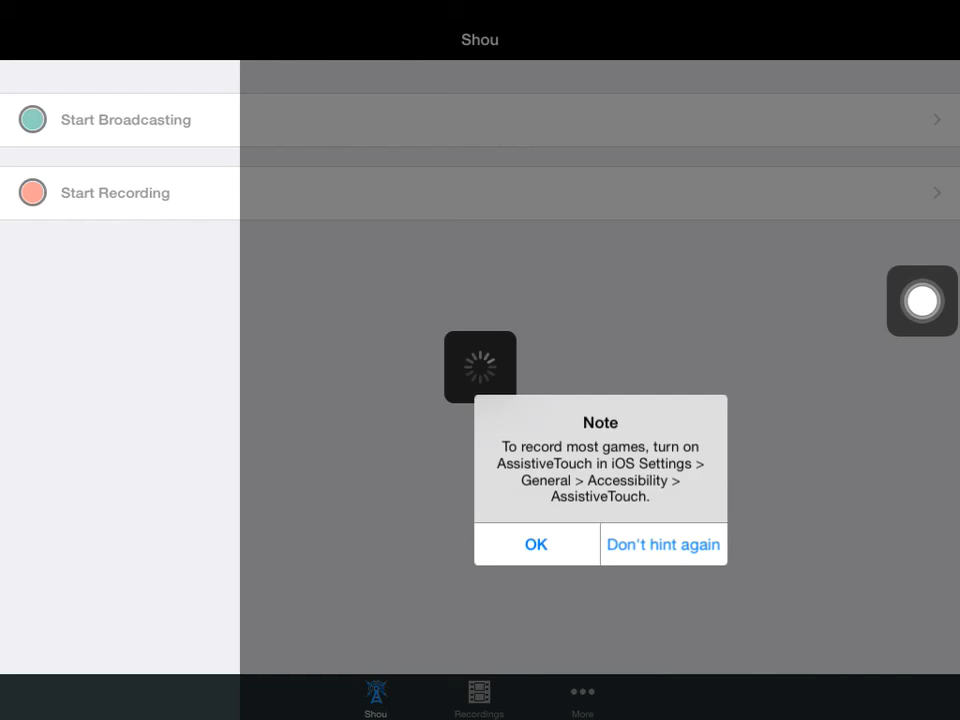 Shou
Start Broadcasting
Start Recording
Note
To record most games, turn on
AssistiveTouch in iOS Settings >
General > Accessibility >
AssistiveTouch.
OK
Don't hint again
Shou
Recordings
More